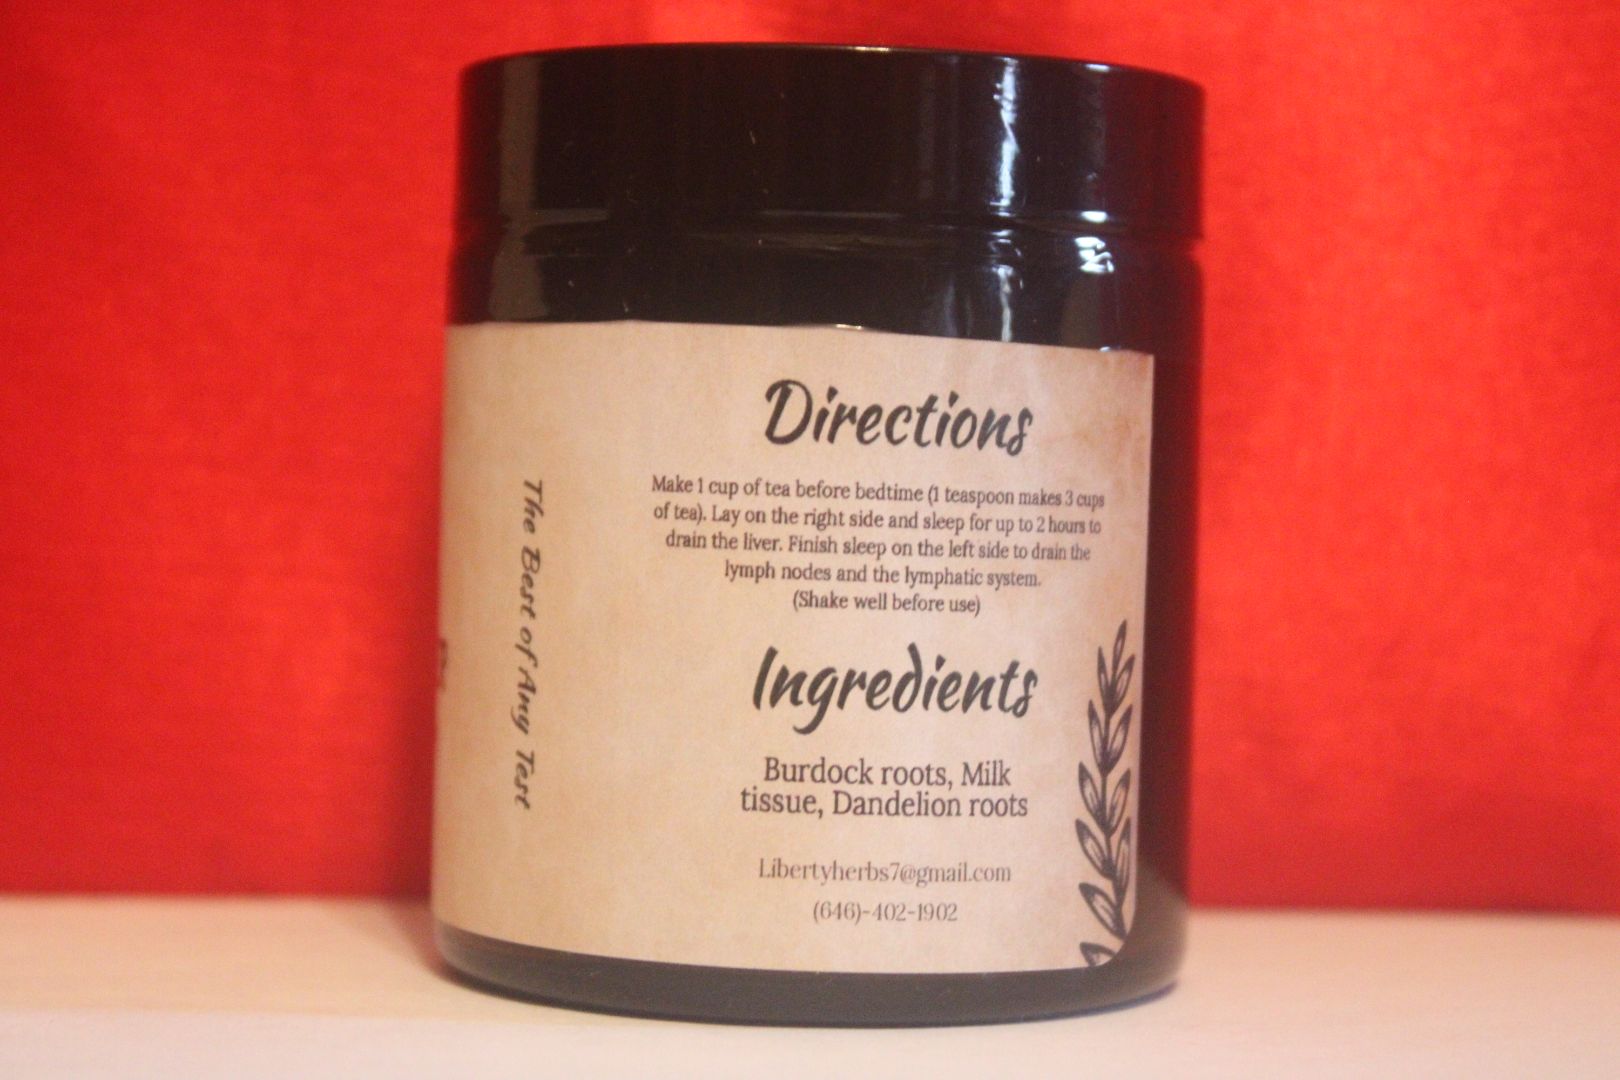 The Best of Any Test
Directions
Make 1 cup of tea before bedtime (1 teaspoon makes 3 cups
of tea). Lay on the right side and sleep for up to 2 hours to
drain the liver. Finish sleep on the left side to drain the
lymph nodes and the lymphatic system.
(Shake well before use)
Ingredients
Burdock roots, Milk
tissue, Dandelion roots
Libertyherbs7@gmail.com
(646)-402-1902